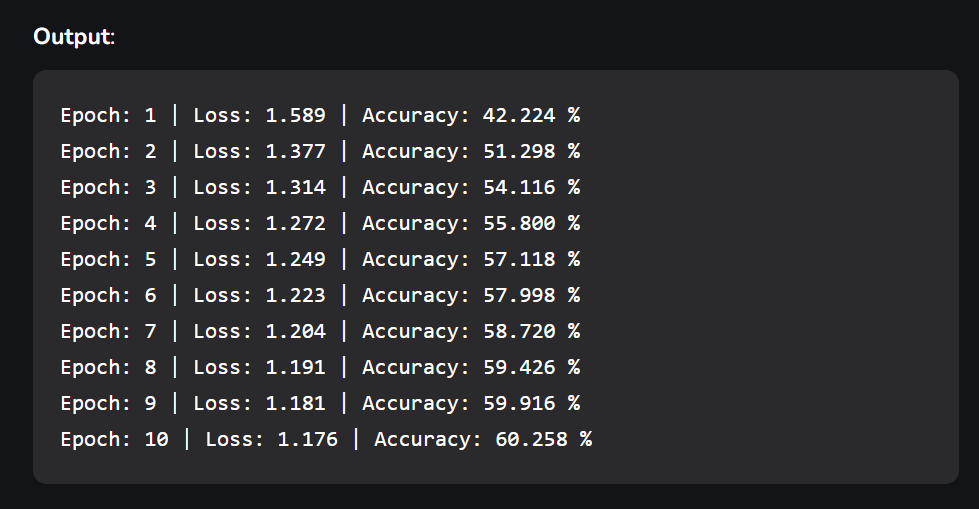 Output:
Epoch: 1 | Loss: 1.589 | Accuracy: 42.224 %
Epoch: 2 | Loss: 1.377 | Accuracy: 51.298 %
Epoch: 3 | Loss: 1.314 | Accuracy: 54.116 %
Epoch: 4 | Loss: 1.272 | Accuracy: 55.800 %
Epoch: 5 | Loss: 1.249 | Accuracy: 57.118 %
Epoch: 6 | Loss: 1.223 | Accuracy: 57.998 %
Epoch: 7 | Loss: 1.204 | Accuracy: 58.720 %
Epoch: 8 | Loss: 1.191 | Accuracy: 59.426 %
Epoch: 9 | Loss: 1.181 | Accuracy: 59.916 %
Epoch: 10 | Loss: 1.176 | Accuracy: 60.258 %